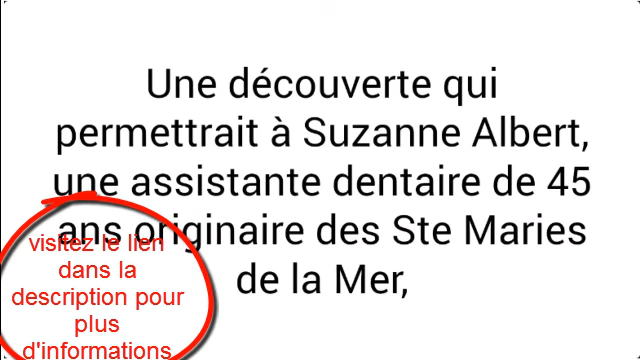 Une découverte qui
permettrait à Suzanne Albert,
une assistante dentaire de 45
ans originaire des Ste Maries
de la Mer,
visitez le lien
dans la
description pour
plus
d'informations